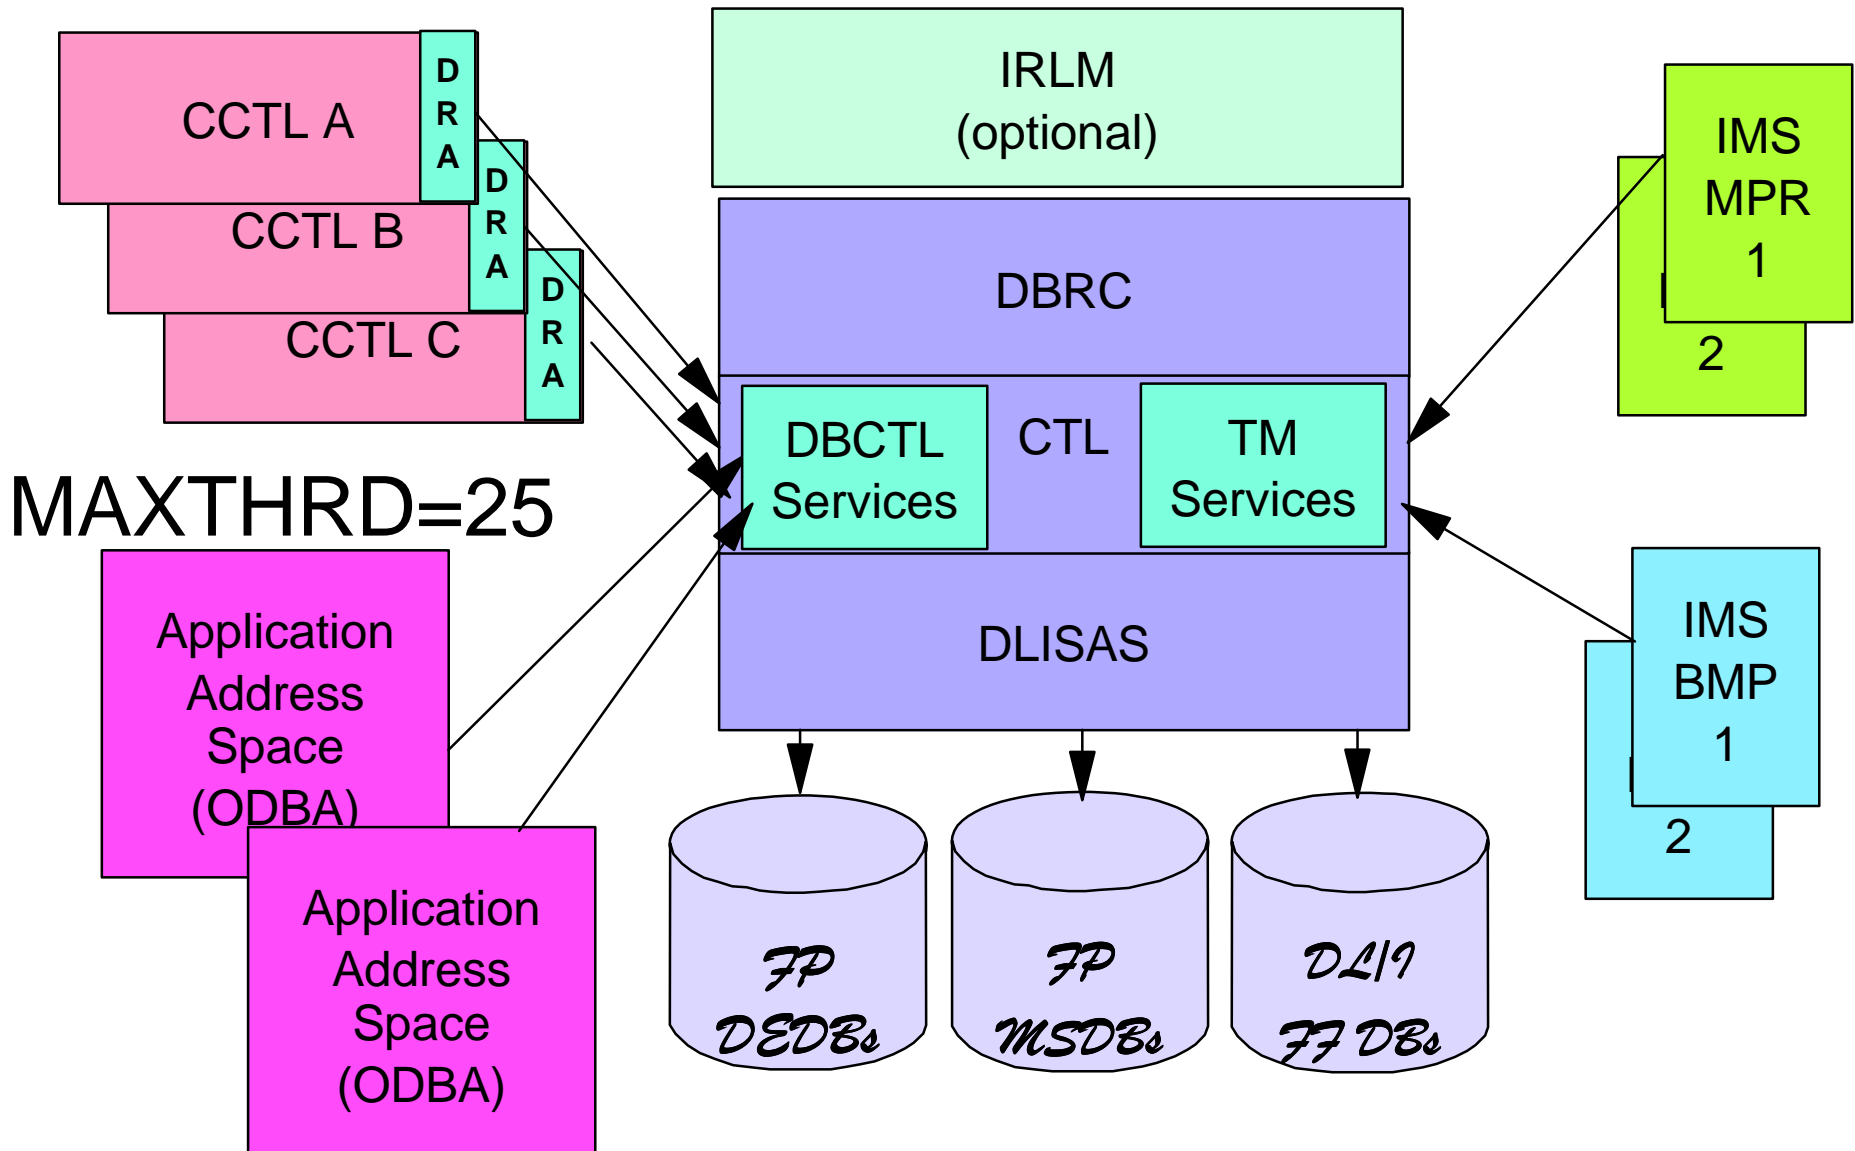 CCTL A
D
R
A
CCTL B
D
R
A
CCTL C
D
R
A
IRLM
(optional)
DBRC
DBCTL
Services
CTL
TM
Services
DLISAS
IMS
MPR
1
2
IMS
BMP
1
2
MAXTHRD=25
Application
Address
Space
(ODBA)
Application
Address
Space
(ODBA)
FP
DEDBs
FP
MSDBs
DL/I
FF DBs